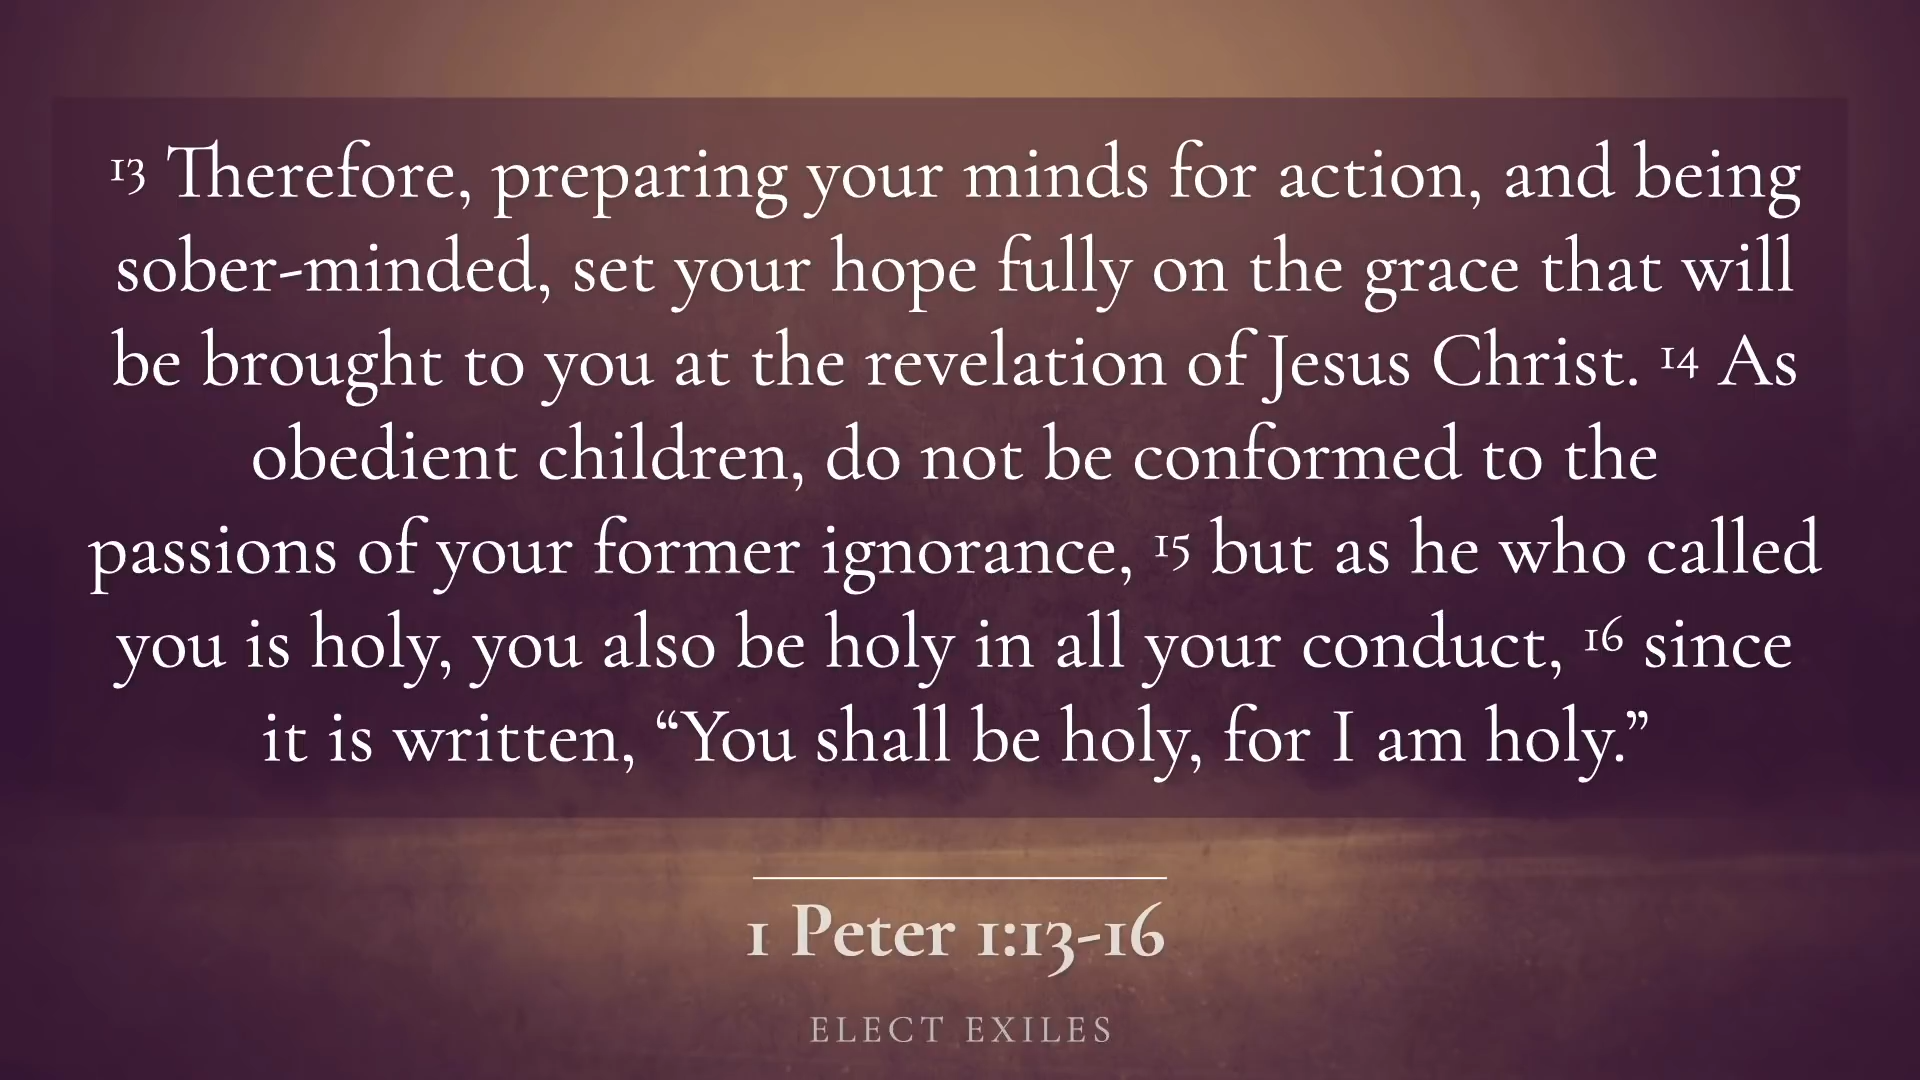 13 Therefore, preparing your minds for action, and being
sober-minded, set your hope fully on the grace that will
be brought to you at the revelation of Jesus Christ. 14 As
obedient children, do not be conformed to the
passions of your former ignorance, 15 but as he who called
you is holy, you also be holy in all your conduct, 16 since
it is written, “You shall be holy, for I am holy.”
1 Peter 1:13-16
ELECT EXILES